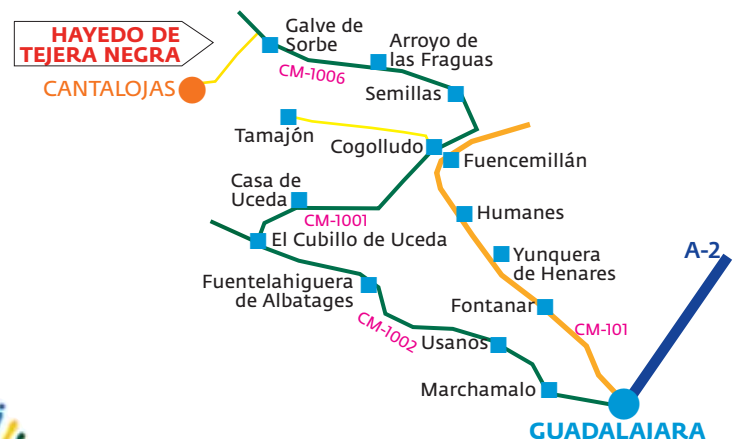 HAYEDO DE
TEJERA NEGRA
CANTALOJAS
Galve de
Sorbe
Arroyo de
las Fraguas
CM-1006
Semillas
Tamajón
Cogolludo
Fuencemillán
Casa de
Uceda
CM-1001
Humanes
El Cubillo de Uceda
Yunquera
de Henares
A-2
Fuentelahiguera
de Albatages
Fontanar
CM-101
CM-1002
Usanos
Marchamalo
GUADALAJARA